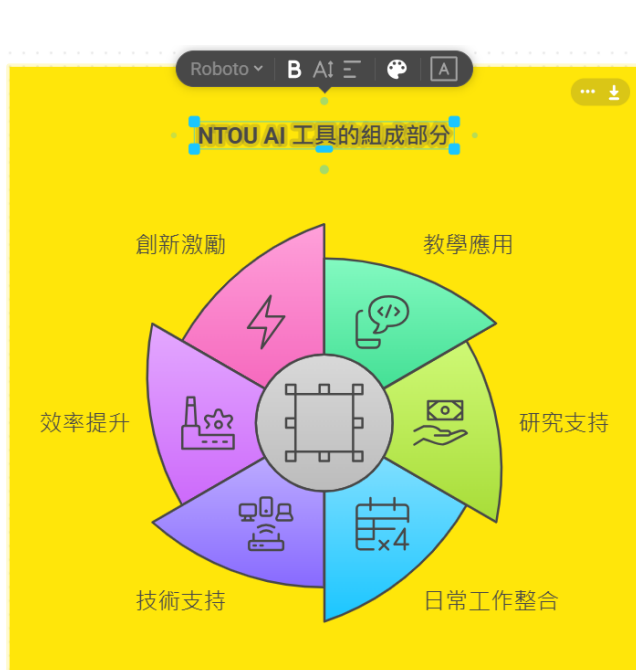 Roboto
B A
A
NTOU AI 工具的組成部分
創新激勵
教學應用
</>
效率提升
研究支持
×4
技術支持
日常工作整合